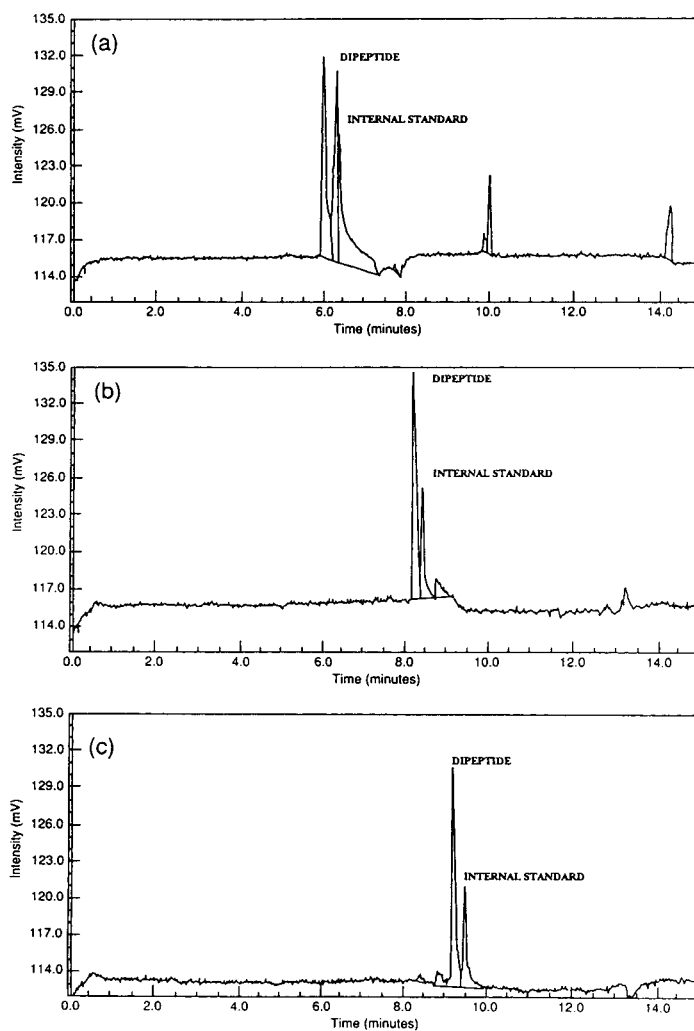 (a)
DIPEPTIDE
INTERNAL STANDARD
Intensity (mV)
135.0
132.0
129.0
126.0
123.0
120.0
117.0
114.0
0.0 2.0 4.0 6.0 8.0 10.0 12.0 14.0
Time (minutes)
(b)
DIPEPTIDE
INTERNAL STANDARD
Intensity (mV)
135.0
132.0
129.0
126.0
123.0
120.0
117.0
114.0
0.0 2.0 4.0 6.0 8.0 10.0 12.0 14.0
Time (minutes)
(c)
DIPEPTIDE
INTERNAL STANDARD
Intensity (mV)
135.0
132.0
129.0
126.0
123.0
120.0
117.0
114.0
0.0 2.0 4.0 6.0 8.0 10.0 12.0 14.0
Time (minutes)